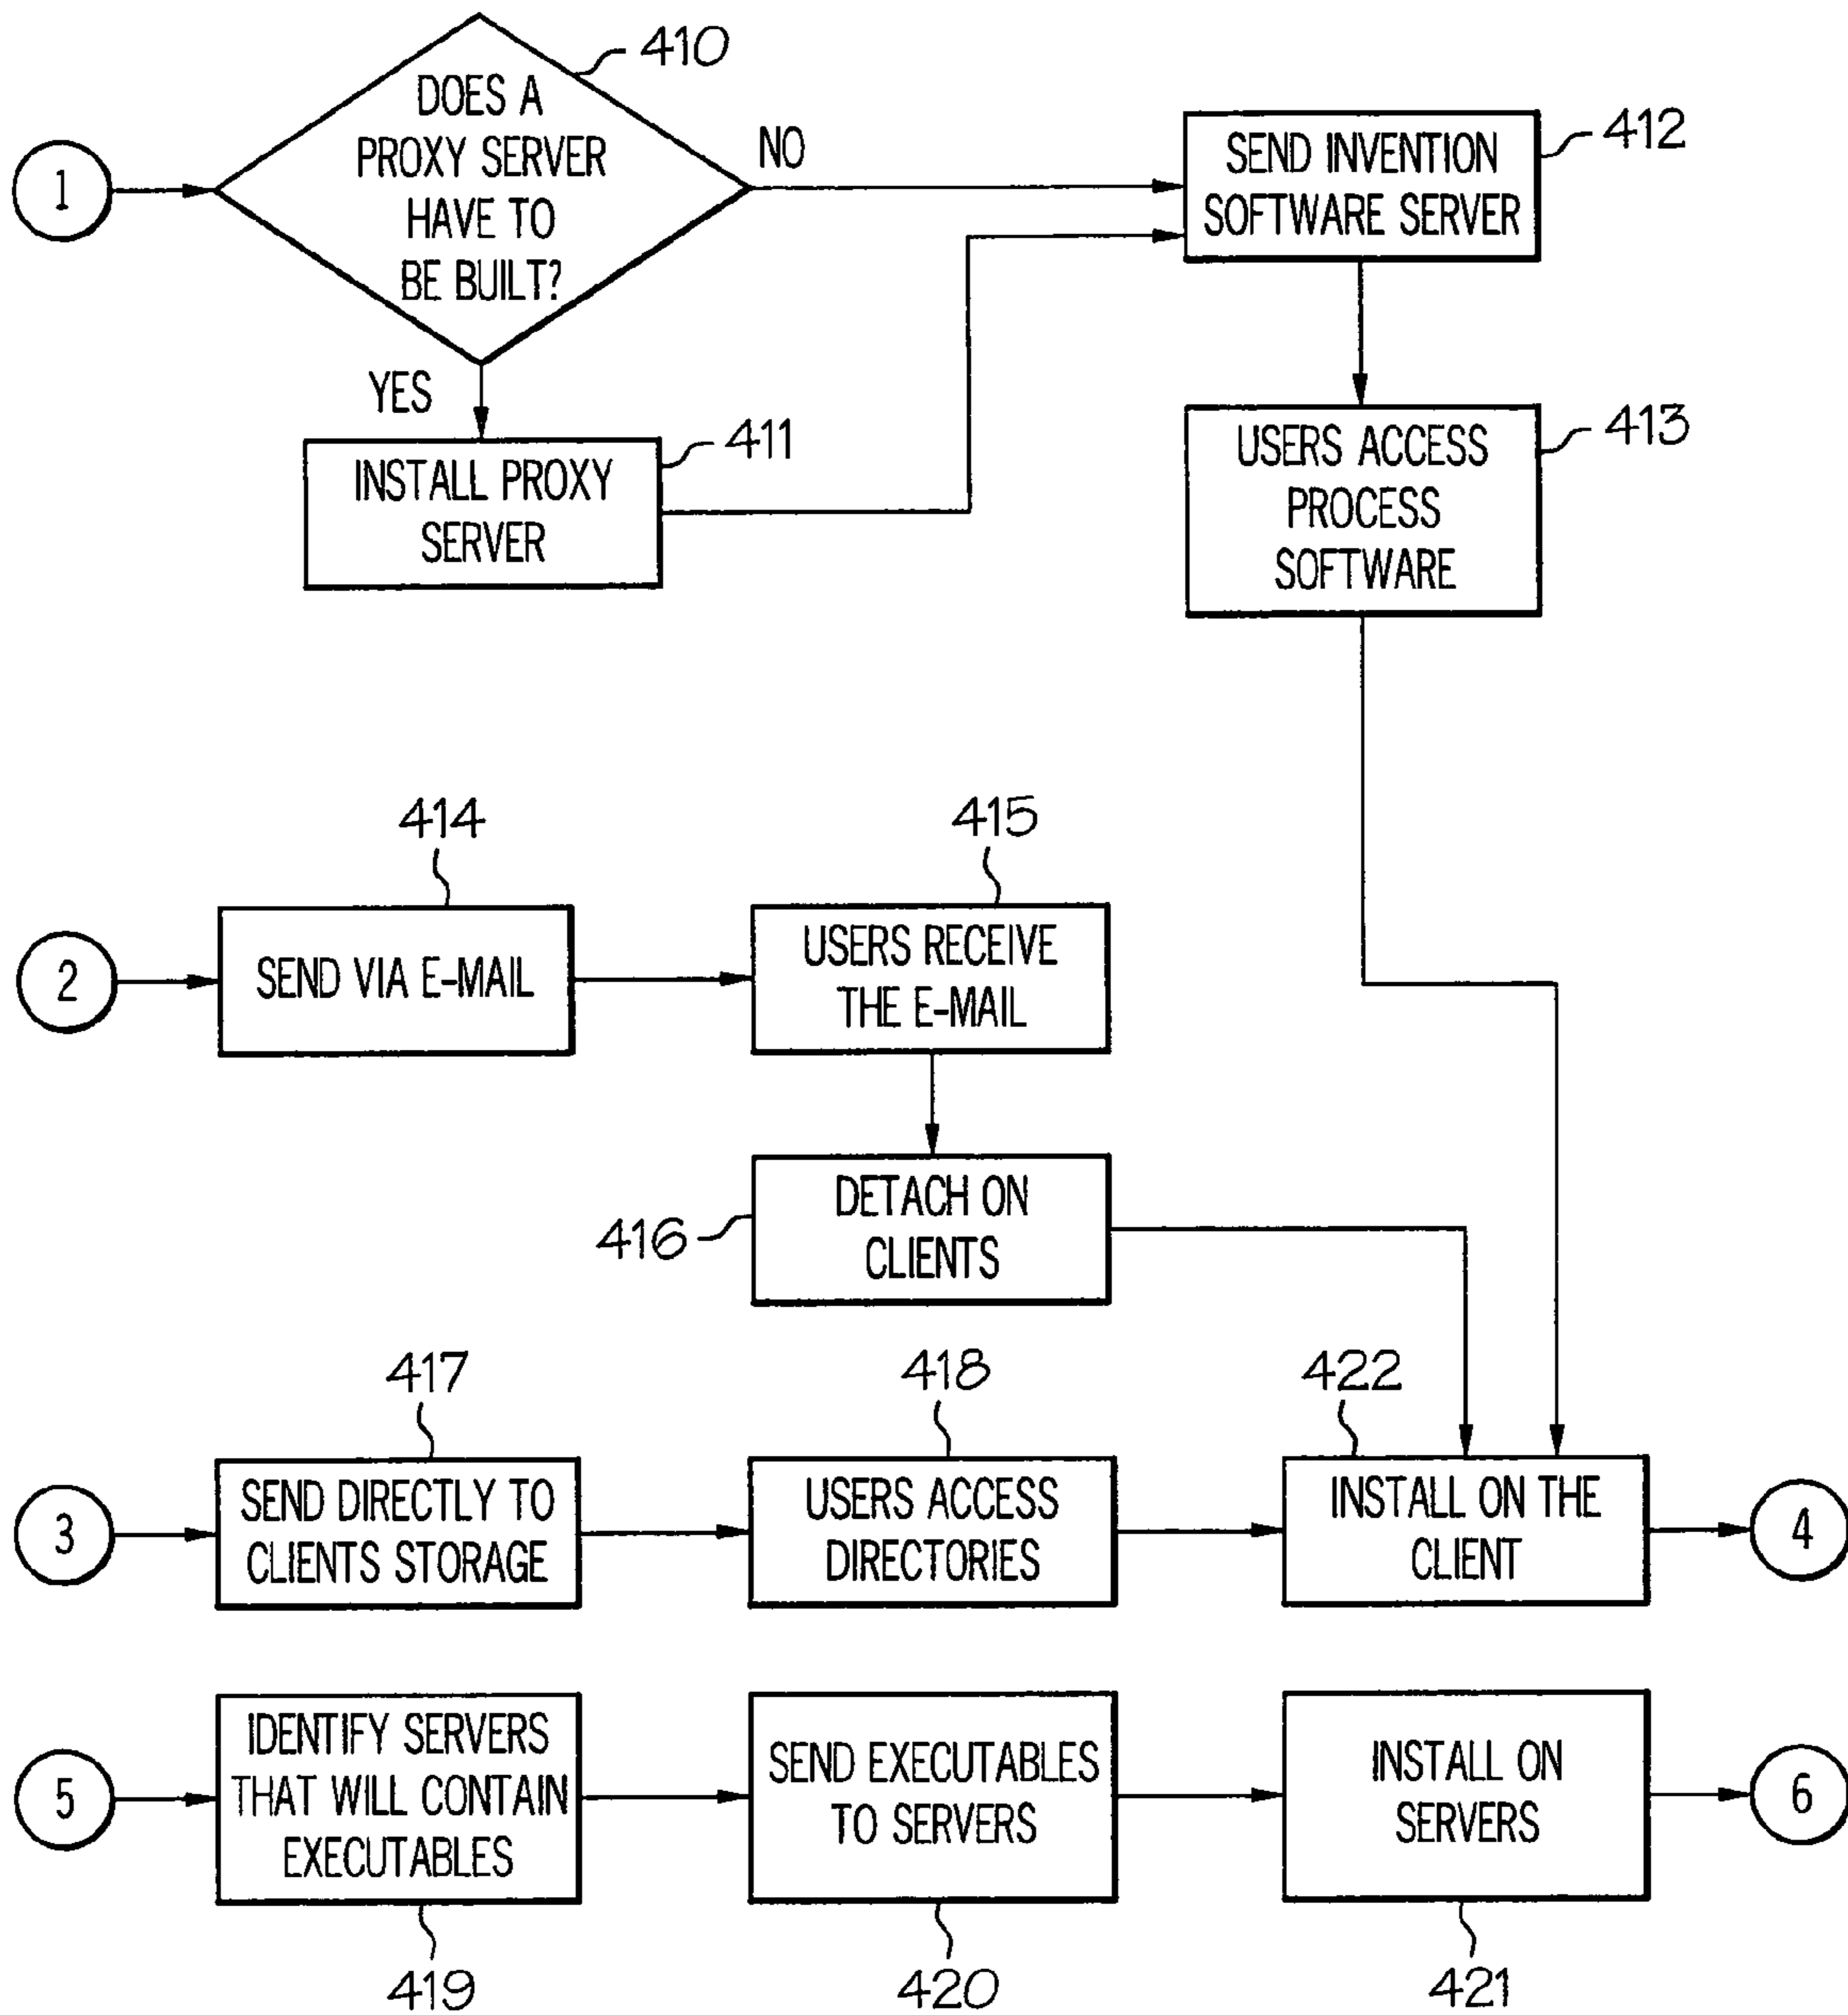 410
DOES A
PROXY SERVER
HAVE TO
BE BUILT?
1
NO
YES
412
SEND INVENTION
SOFTWARE SERVER
411
INSTALL PROXY
SERVER
413
USERS ACCESS
PROCESS
SOFTWARE
414
415
2
SEND VIA E-MAIL
USERS RECEIVE
THE E-MAIL
416
DETACH ON
CLIENTS
417
418
422
3
SEND DIRECTLY TO
CLIENTS STORAGE
USERS ACCESS
DIRECTORIES
INSTALL ON THE
CLIENT
4
5
IDENTIFY SERVERS
THAT WILL CONTAIN
EXECUTABLES
SEND EXECUTABLES
TO SERVERS
INSTALL ON
SERVERS
6
419
420
421